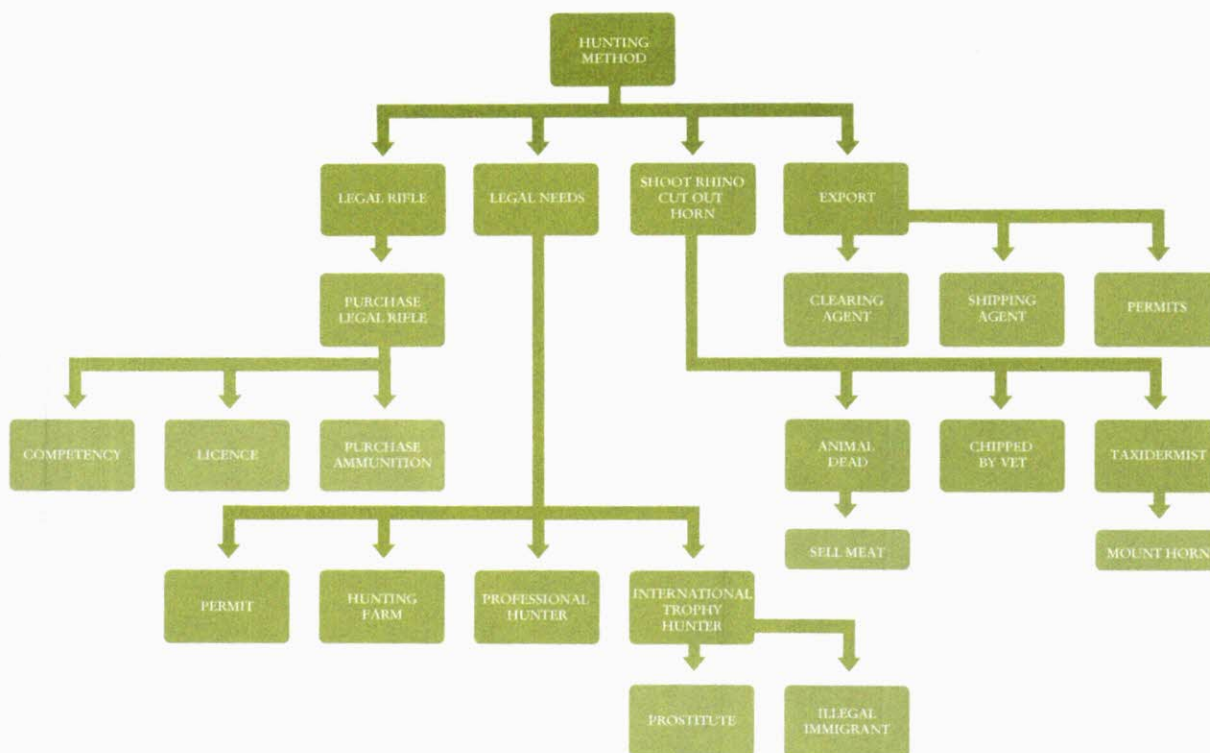 HUNTING
METHOD
LEGAL RIFLE
LEGAL NEEDS
SHOOT RHINO
CUT OUT
HORN
EXPORT
PURCHASE
LEGAL RIFLE
CLEARING
AGENT
SHIPPING
AGENT
PERMITS
COMPETENCY
LICENCE
PURCHASE
AMMUNITION
ANIMAL
DEAD
CHIPPED
BY VET
TAXIDERMIST
SELL MEAT
MOUNT HORN
PERMIT
HUNTING
FARM
PROFESSIONAL
HUNTER
INTERNATIONAL
TROPHY
HUNTER
PROSTITUTE
ILLEGAL
IMMIGRANT